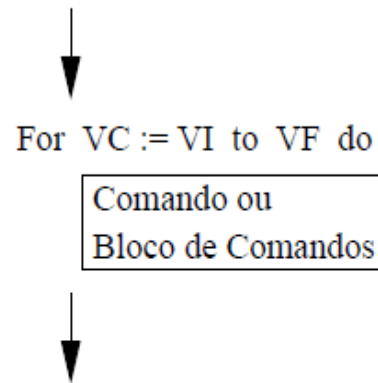 For VC := VI to VF do
Comando ou
Bloco de Comandos